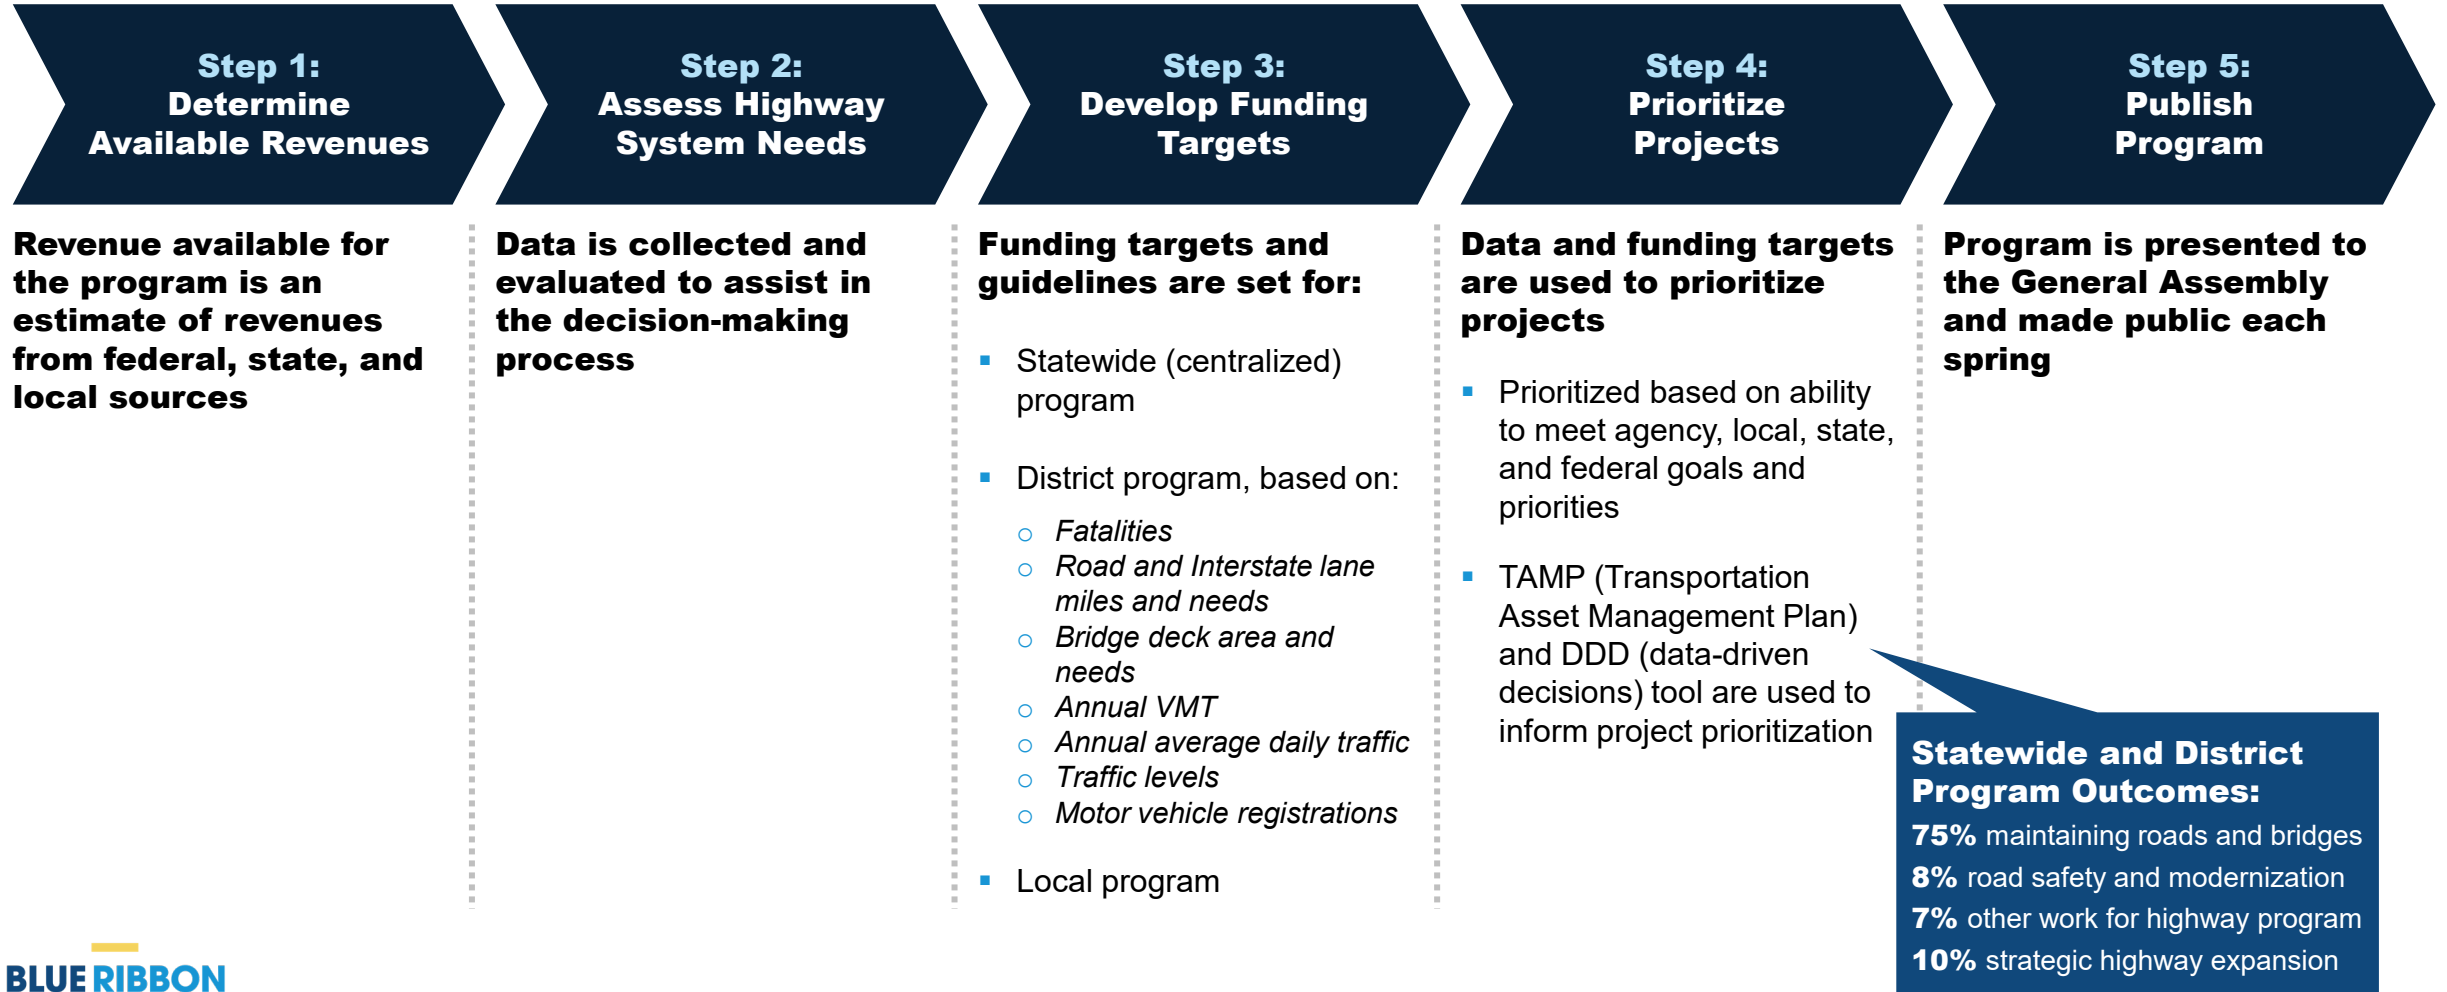 Step 1:
Determine
Available Revenues
Step 2:
Assess Highway
System Needs
Step 3:
Develop Funding
Targets
Step 4:
Prioritize
Projects
Step 5:
Publish
Program
Revenue available for
the program is an
estimate of revenues
from federal, state, and
local sources
Data is collected and
evaluated to assist in
the decision-making
process
Funding targets and
guidelines are set for:
▪ Statewide (centralized)
program
▪ District program, based on:
o Fatalities
o Road and Interstate lane
miles and needs
o Bridge deck area and
needs
o Annual VMT
o Annual average daily traffic
o Traffic levels
o Motor vehicle registrations
▪ Local program
Data and funding targets
are used to prioritize
projects
▪ Prioritized based on ability
to meet agency, local, state,
and federal goals and
priorities
▪ TAMP (Transportation
Asset Management Plan)
and DDD (data-driven
decisions) tool are used to
inform project prioritization
Program is presented to
the General Assembly
and made public each
spring
Statewide and District
Program Outcomes:
75% maintaining roads and bridges
8% road safety and modernization
7% other work for highway program
10% strategic highway expansion
BLUE RIBBON